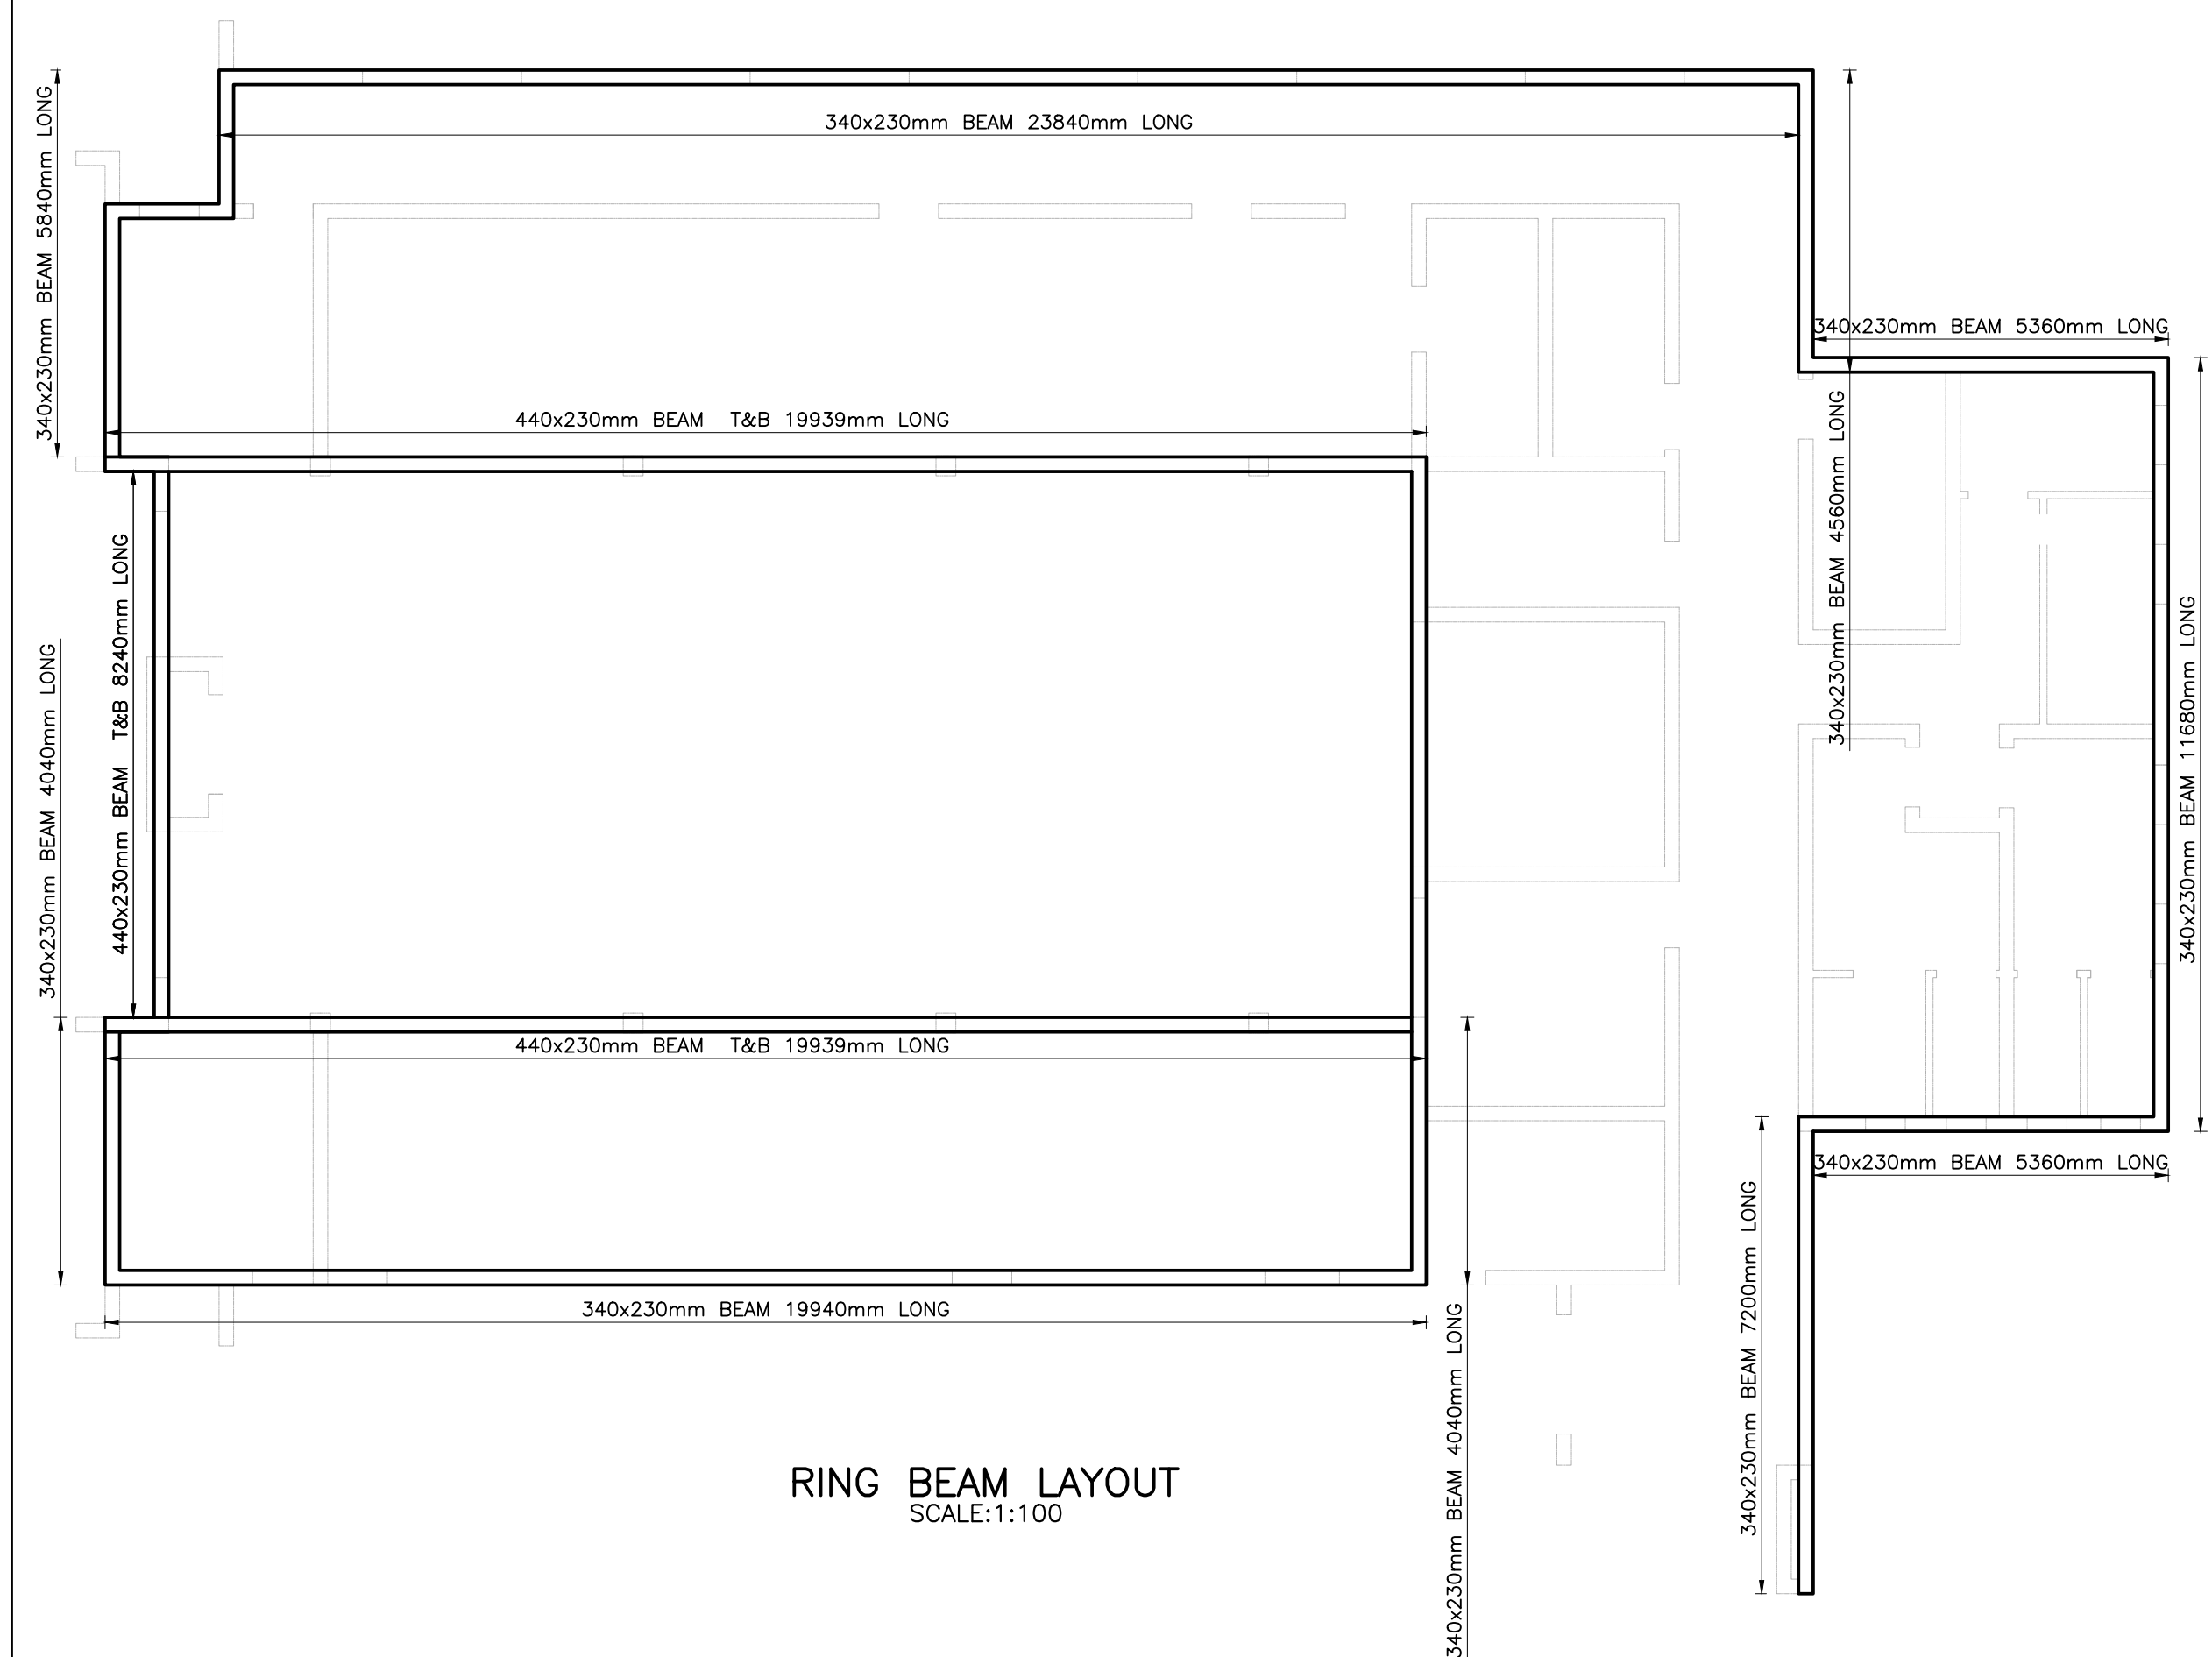 340x230mm BEAM 5840mm LONG
340x230mm BEAM 23840mm LONG
340x230mm BEAM 5360mm LONG
440x230mm BEAM T&B 19939mm LONG
340x230mm BEAM 4560mm LONG
440x230mm BEAM T&B 8240mm LONG
340x230mm BEAM 4040mm LONG
340x230mm BEAM 11680mm LONG
440x230mm BEAM T&B 19939mm LONG
340x230mm BEAM 5360mm LONG
340x230mm BEAM 7200mm LONG
340x230mm BEAM 19940mm LONG
340x230mm BEAM 4040mm LONG
RING BEAM LAYOUT
SCALE:1:100